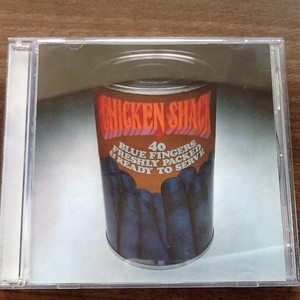 CHICKEN SHACK
40
BLUE FINGERS
FRESHLY PACKED
& READY TO SERVE